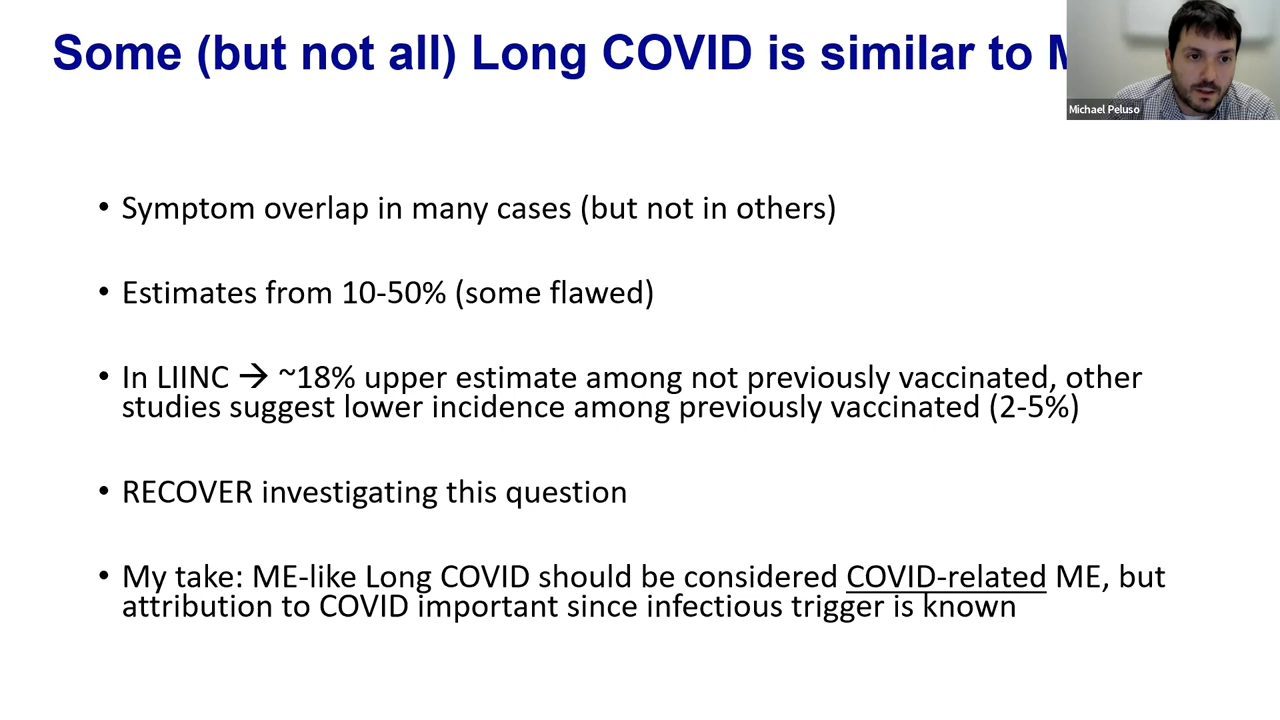 Some (but not all) Long COVID is similar to
Michael Peluso
• Symptom overlap in many cases (but not in others)
• Estimates from 10-50% (some flawed)
• In LIINC → ~18% upper estimate among not previously vaccinated, other
studies suggest lower incidence among previously vaccinated (2-5%)
• RECOVER investigating this question
• My take: ME-like Long COVID should be considered COVID-related ME, but
attribution to COVID important since infectious trigger is known